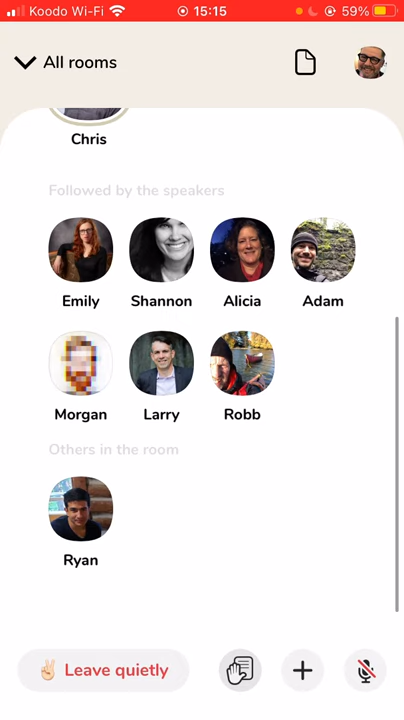 Koodo Wi-Fi 15:15 59%
All rooms
Chris
Followed by the speakers
Emily Shannon Alicia Adam
Morgan Larry Robb
Others in the room
Ryan
✌🏻 Leave quietly